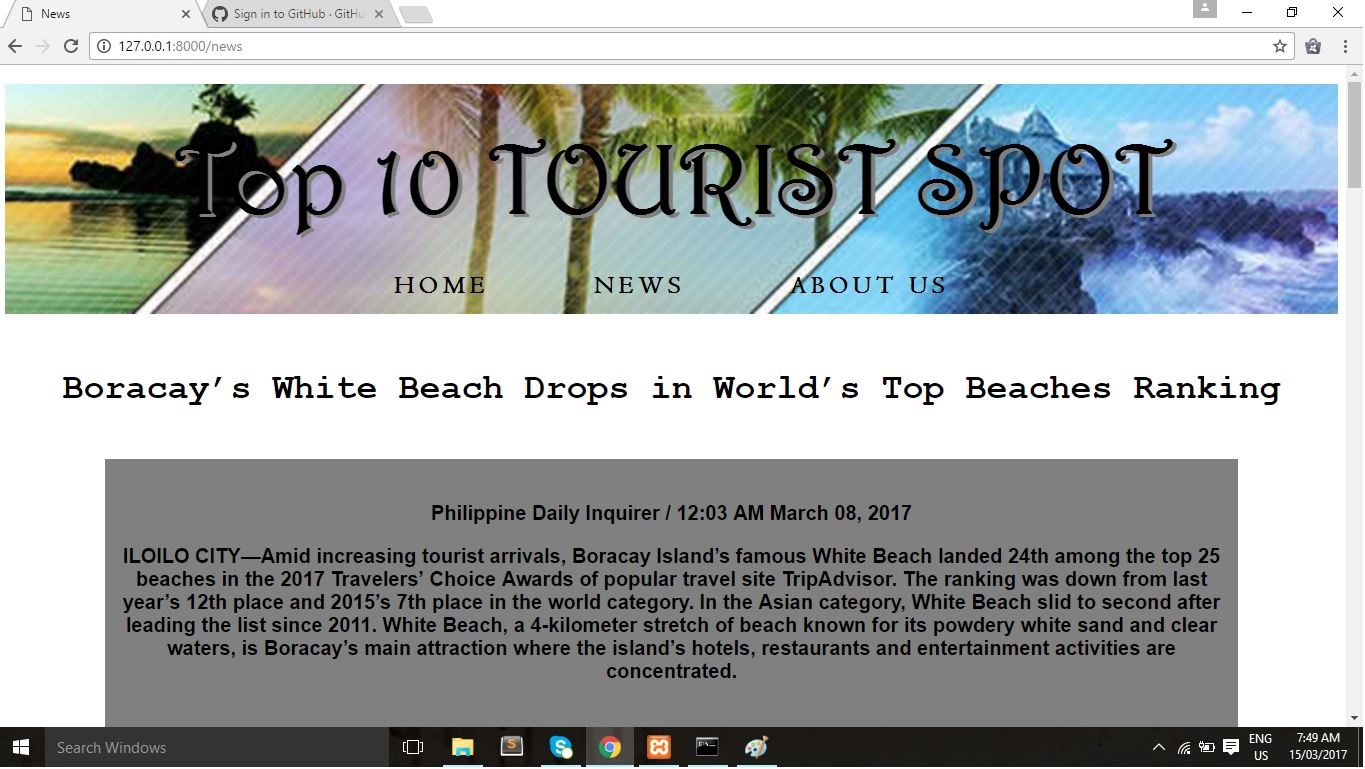 News
Sign in to GitHub · GitHu
127.0.0.1:8000/news
Top 10 TOURIST SPOT
HOME NEWS ABOUT US
Boracay’s White Beach Drops in World’s Top Beaches Ranking
Philippine Daily Inquirer / 12:03 AM March 08, 2017
ILOILO CITY—Amid increasing tourist arrivals, Boracay Island’s famous White Beach landed 24th among the top 25
beaches in the 2017 Travelers’ Choice Awards of popular travel site TripAdvisor. The ranking was down from last
year’s 12th place and 2015’s 7th place in the world category. In the Asian category, White Beach slid to second after
leading the list since 2011. White Beach, a 4-kilometer stretch of beach known for its powdery white sand and clear
waters, is Boracay’s main attraction where the island’s hotels, restaurants and entertainment activities are
concentrated.
Search Windows
ENG
US
7:49 AM
15/03/2017